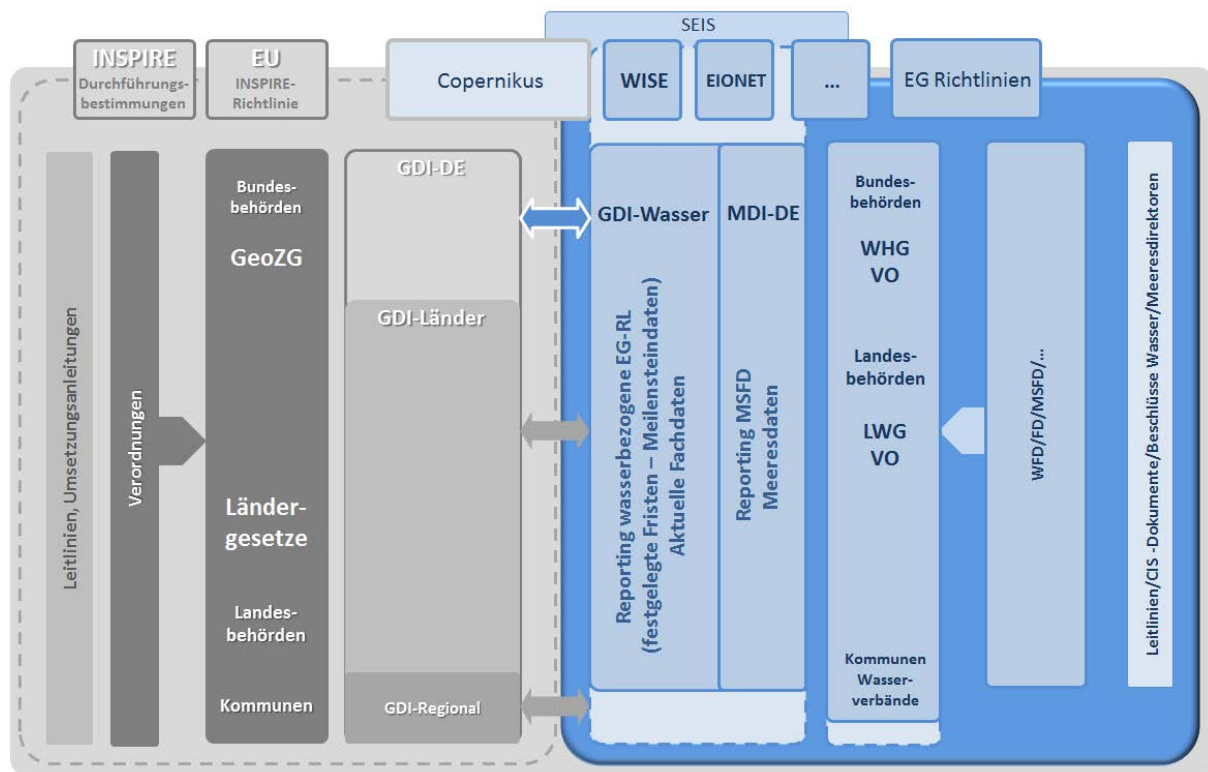 SEIS
INSPIRE
Durchführungs-
bestimmungen
EU
INSPIRE-
Richtlinie
Copernikus
WISE
EIONET
...
EG Richtlinien
Leitlinien, Umsetzungsanleitungen
Verordnungen
Bundes-
behörden
GeoZG
Länder-
gesetze
Landes-
behörden
Kommunen
GDI-DE
GDI-Länder
GDI-Regional
GDI-Wasser
Reporting wasserbezogene EG-RL
(festgelegte Fristen – Meilensteindaten)
Aktuelle Fachdaten
MDI-DE
Reporting MSFD
Meeresdaten
Bundes-
behörden
WHG
VO
Landes-
behörden
LWG
VO
Kommunen
Wasser-
verbände
WFD/FD/MSFD/...
Leitlinien/CIS -Dokumente/Beschlüsse Wasser/Meeresdirektoren